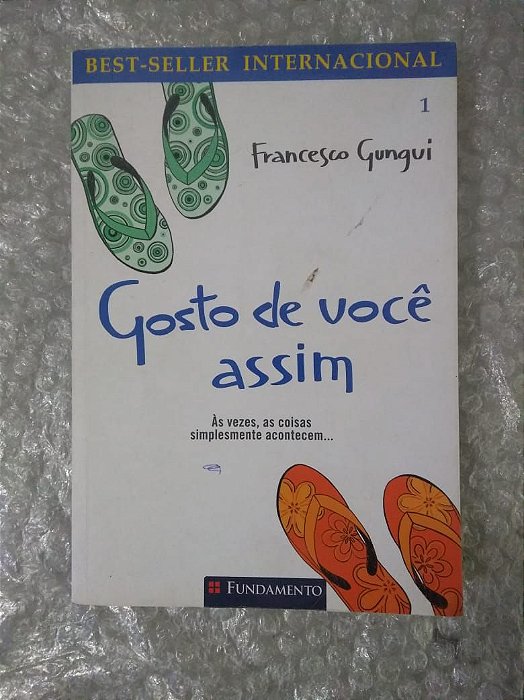 BEST-SELLER INTERNACIONAL
1
Francesco Gungui
Gosto de você
assim
Às vezes, as coisas
simplesmente acontecem...
FUNDAMENTO